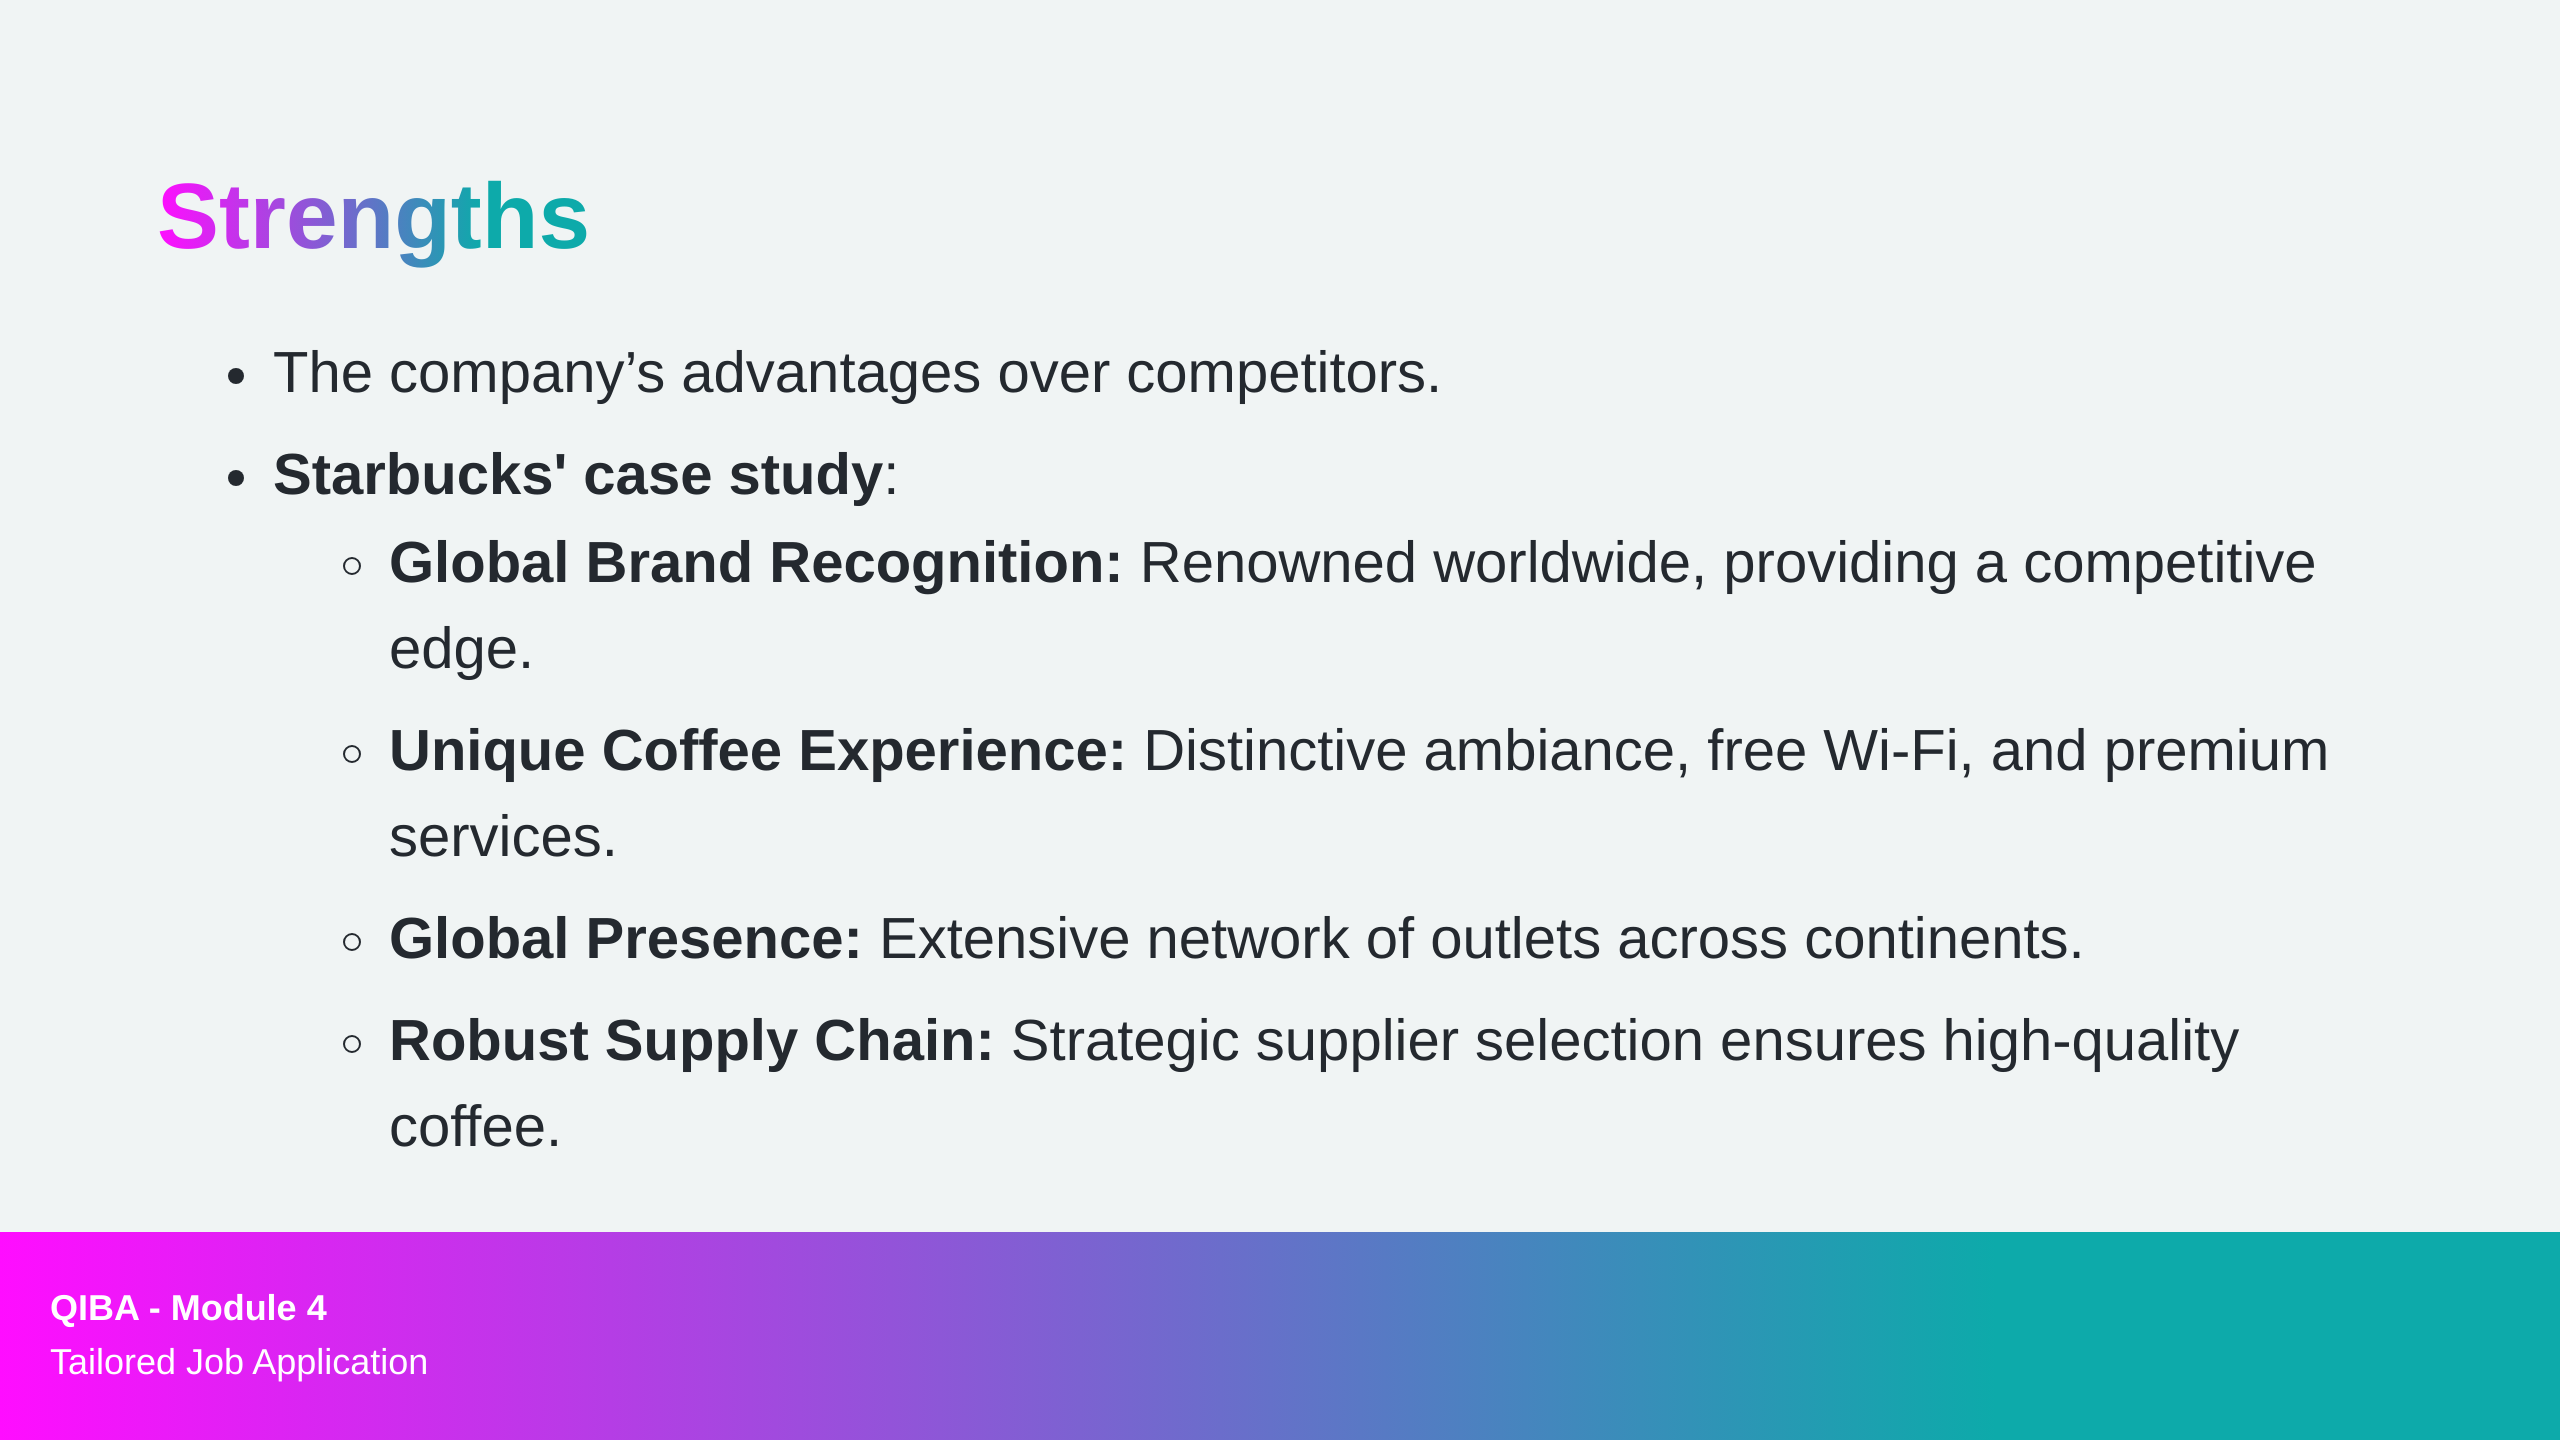 Strengths
The company’s advantages over competitors.
Starbucks' case study:
Global Brand Recognition: Renowned worldwide, providing a competitive
edge.
Unique Coffee Experience: Distinctive ambiance, free Wi-Fi, and premium
services.
Global Presence: Extensive network of outlets across continents.
Robust Supply Chain: Strategic supplier selection ensures high-quality
coffee.
QIBA - Module 4
Tailored Job Application